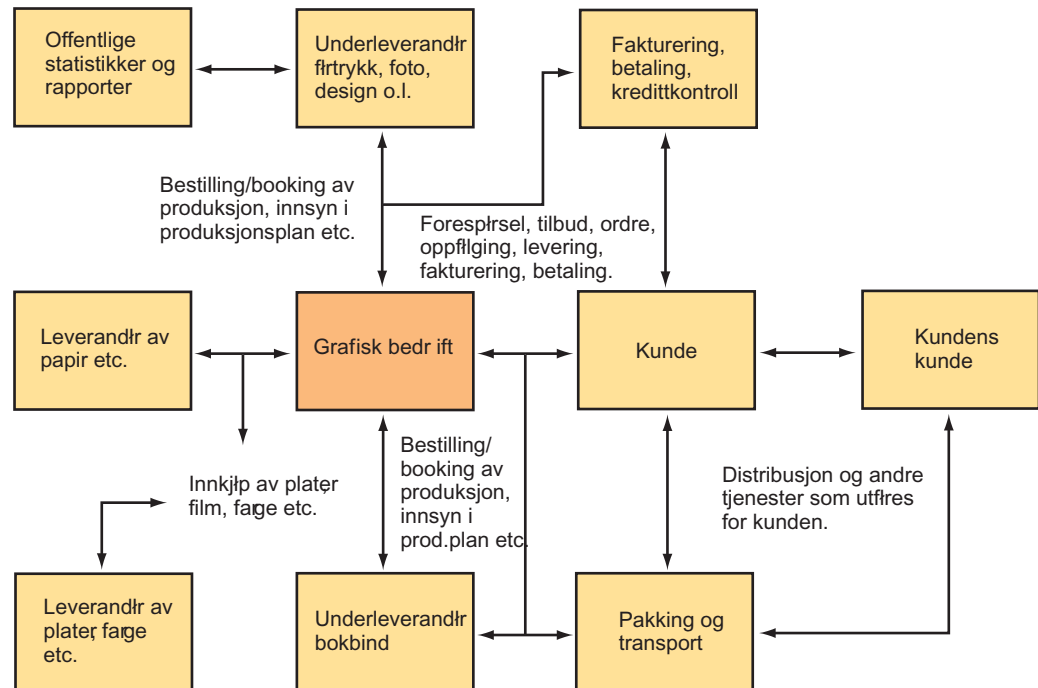 Offentlige
statistikker og
rapporter
Underleverandłr
fłrtrykk, foto,
design o.l.
Fakturering,
betaling,
kredittkontroll
Bestilling/booking av
produksjon, innsyn i
produksjonsplan etc.
Forespłrsel, tilbud, ordre,
oppfłlging, levering,
fakturering, betaling.
Leverandłr av
papir etc.
Grafisk bedr ift
Kunde
Kundens
kunde
Bestilling/
booking av
produksjon,
innsyn i
prod.plan etc.
Innkjłp av plater,
film, farge etc.
Distribusjon og andre
tjenester som utfłres
for kunden.
Leverandłr av
plater, farge
etc.
Underleverandłr
bokbind
Pakking og
transport